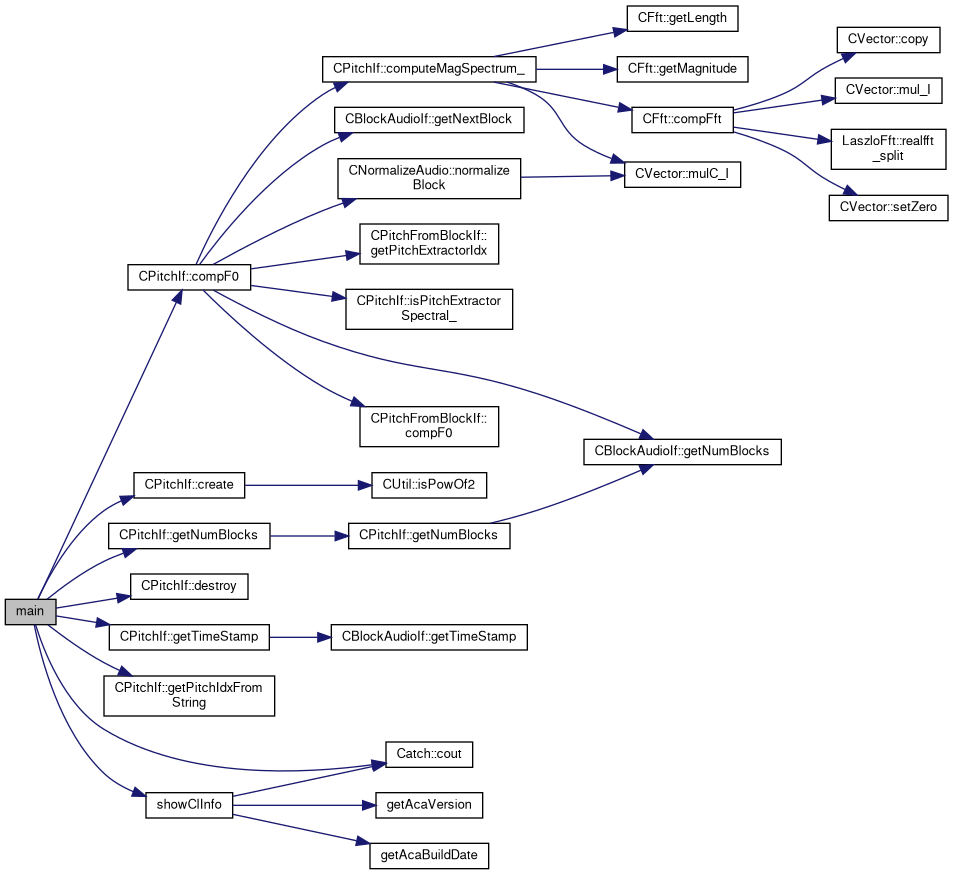 CFft::getLength
CVector::copy
CPitchIf::computeMagSpectrum_
CFft::getMagnitude
CVector::mul_I
CBlockAudioIf::getNextBlock
CFft::compFft
LaszloFft::realfft
_split
CNormalizeAudio::normalize
Block
CVector::mulC_I
CVector::setZero
CPitchFromBlockIf::
getPitchExtractorIdx
CPitchIf::compF0
CPitchIf::isPitchExtractor
Spectral_
CPitchFromBlockIf::
compF0
CBlockAudioIf::getNumBlocks
CPitchIf::create
CUtil::isPowOf2
CPitchIf::getNumBlocks
CPitchIf::getNumBlocks
CPitchIf::destroy
main
CPitchIf::getTimeStamp
CBlockAudioIf::getTimeStamp
CPitchIf::getPitchIdxFrom
String
Catch::cout
showClInfo
getAcaVersion
getAcaBuildDate